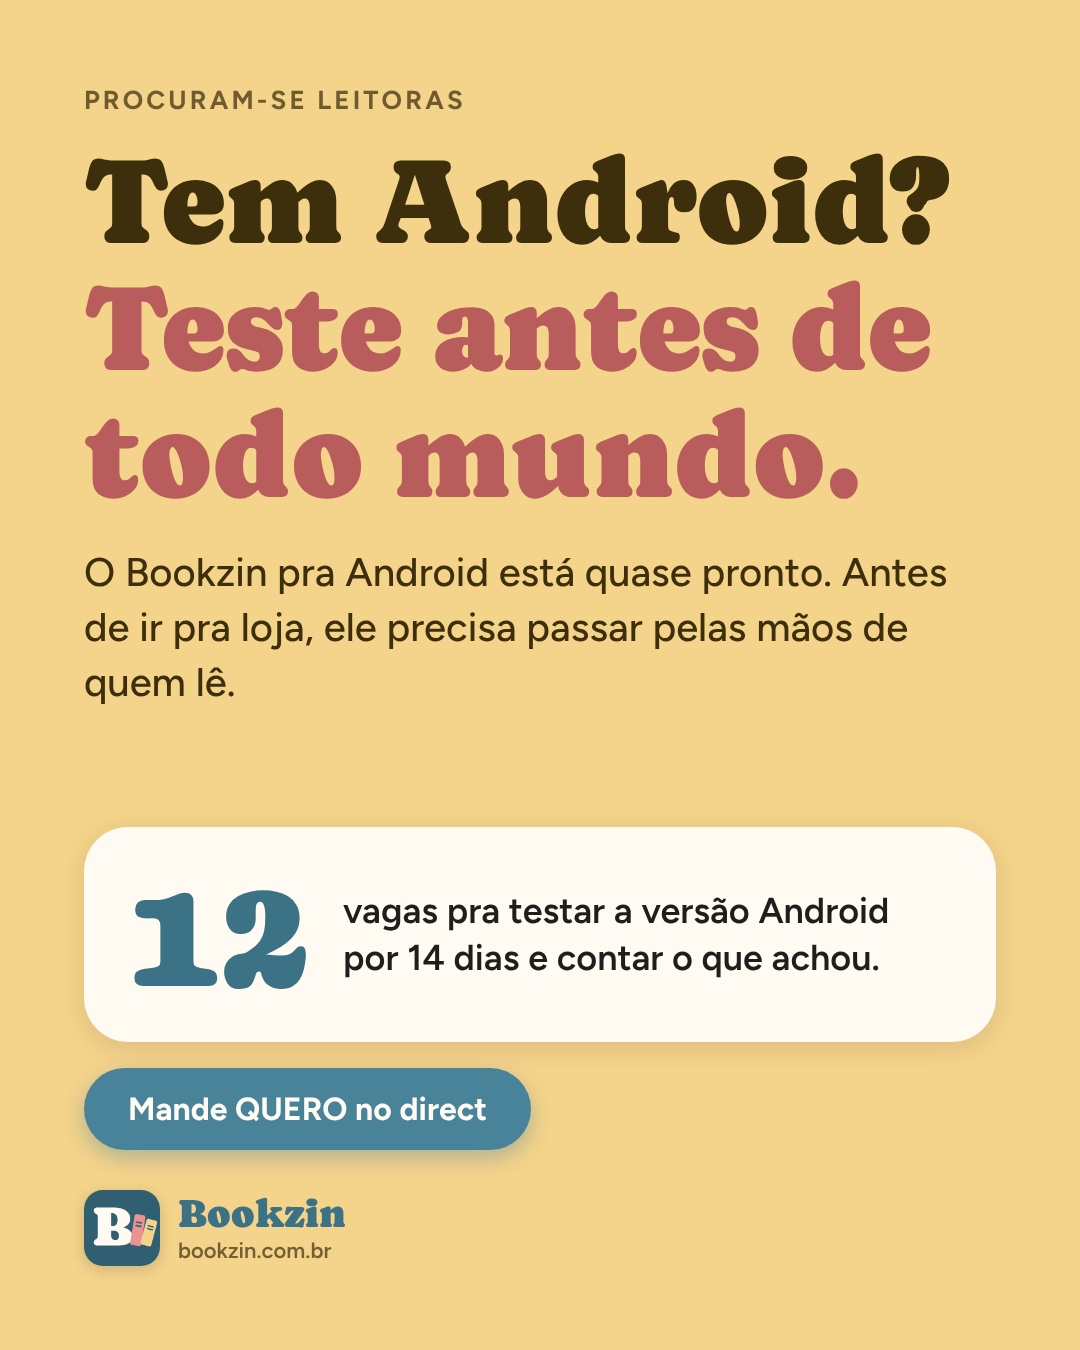 PROCURAM-SE LEITORAS
Tem Android?
Teste antes de
todo mundo.
O Bookzin pra Android está quase pronto. Antes
de ir pra loja, ele precisa passar pelas mãos de
quem lê.
12
vagas pra testar a versão Android
por 14 dias e contar o que achou.
Mande QUERO no direct
B
Bookzin
bookzin.com.br